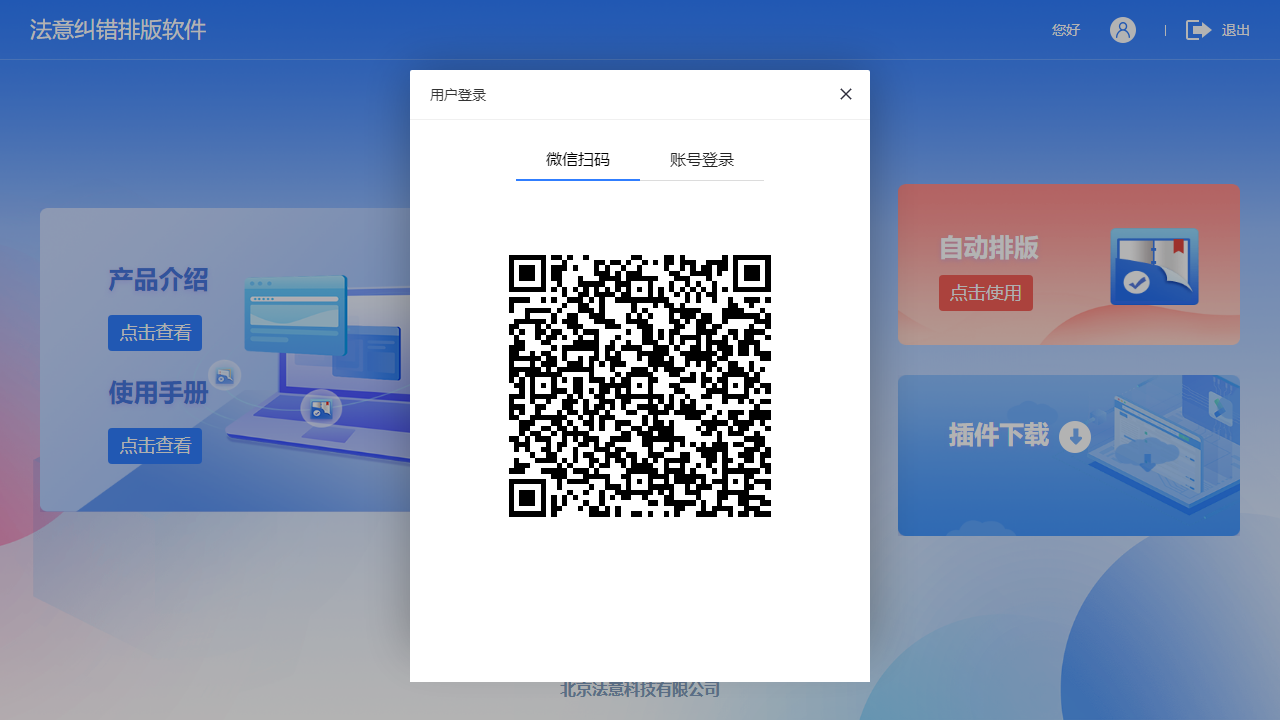 法意纠错排版软件
您好
退出
用户登录
微信扫码
账号登录
产品介绍
点击查看
使用手册
点击查看
自动排版
点击使用
插件下载
北京法意科技有限公司